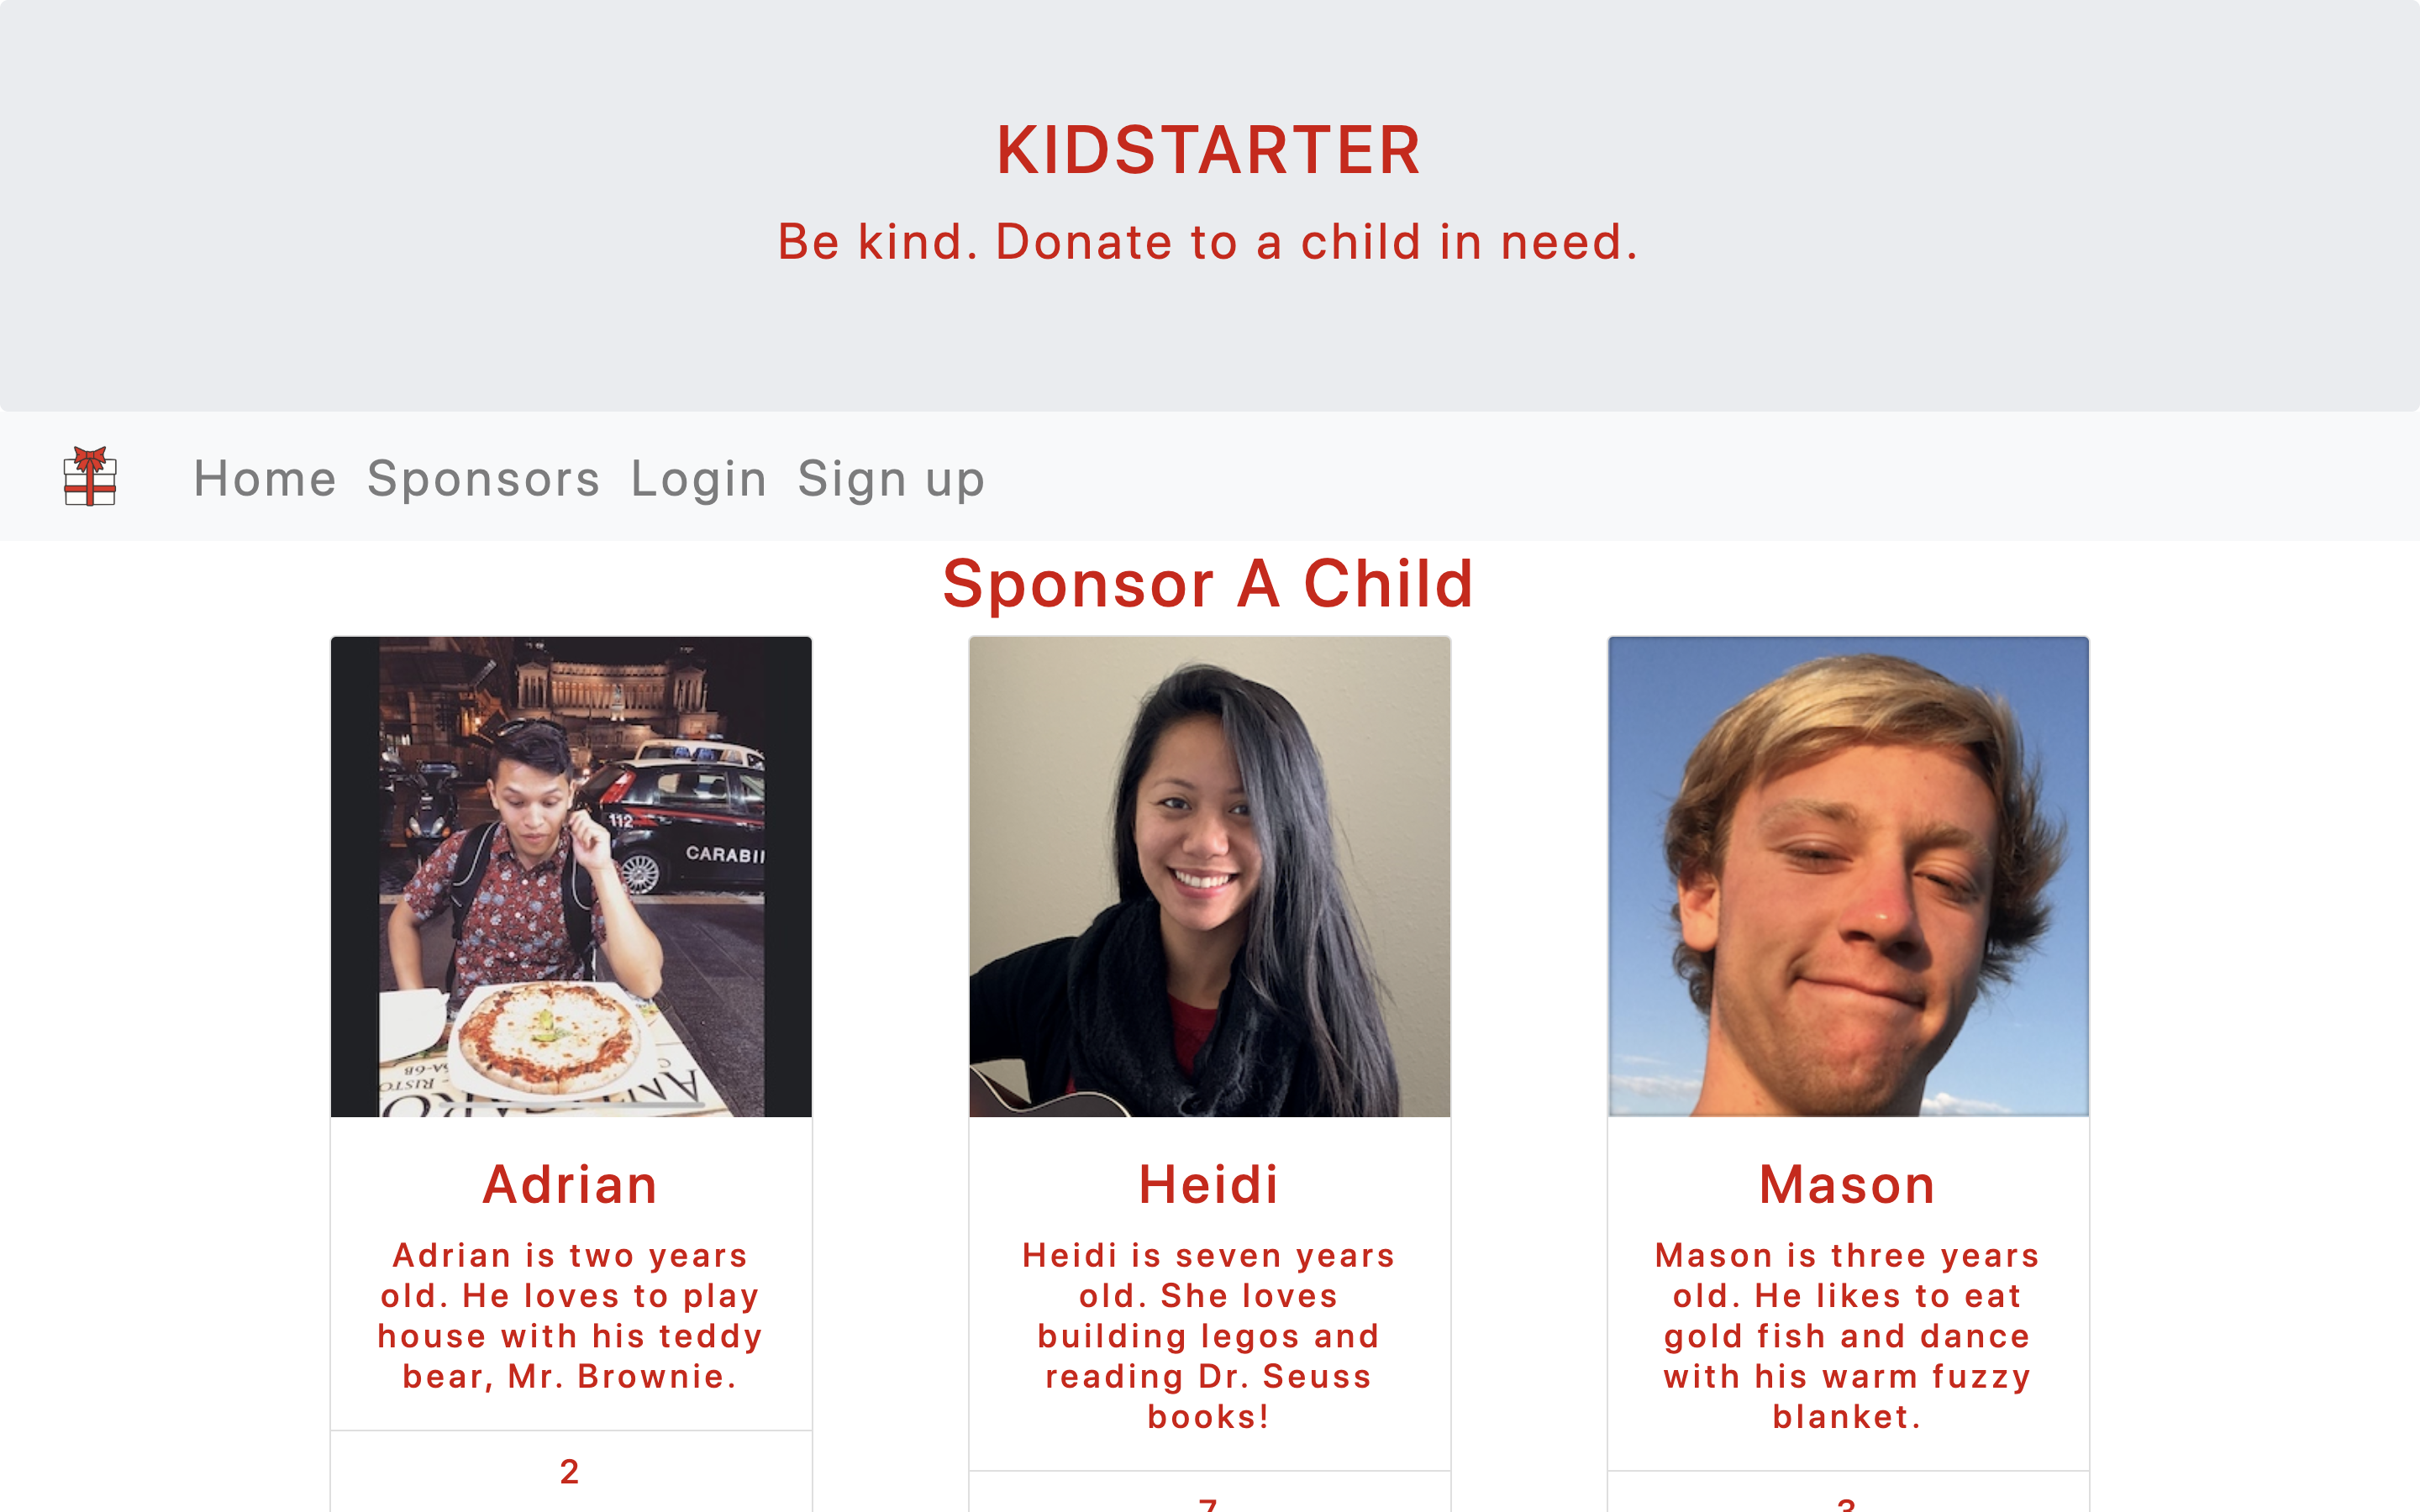 KIDSTARTER
Be kind. Donate to a child in need.
Home Sponsors Login Sign up
Sponsor A Child
112
CARABI
RISTO
Adrian
Adrian is two years
old. He loves to play
house with his teddy
bear, Mr. Brownie.
2
Heidi
Heidi is seven years
old. She loves
building legos and
reading Dr. Seuss
books!
7
Mason
Mason is three years
old. He likes to eat
gold fish and dance
with his warm fuzzy
blanket.
3